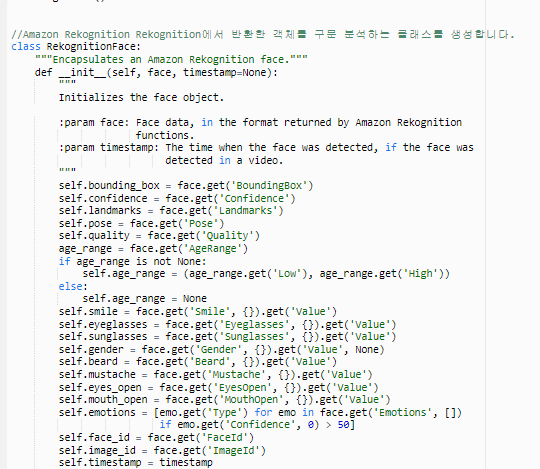 //Amazon Rekognition Rekognition에서 반환한 객체를 구문 분석하는 클래스를 생성합니다.
class RekognitionFace:
    """Encapsulates an Amazon Rekognition face."""
    def __init__(self, face, timestamp=None):
        """
        Initializes the face object.

        :param face: Face data, in the format returned by Amazon Rekognition
                     functions.
        :param timestamp: The time when the face was detected, if the face was
                          detected in a video.
        """
        self.bounding_box = face.get('BoundingBox')
        self.confidence = face.get('Confidence')
        self.landmarks = face.get('Landmarks')
        self.pose = face.get('Pose')
        self.quality = face.get('Quality')
        age_range = face.get('AgeRange')
        if age_range is not None:
            self.age_range = (age_range.get('Low'), age_range.get('High'))
        else:
            self.age_range = None
        self.smile = face.get('Smile', {}).get('Value')
        self.eyeglasses = face.get('Eyeglasses', {}).get('Value')
        self.sunglasses = face.get('Sunglasses', {}).get('Value')
        self.gender = face.get('Gender', {}).get('Value', None)
        self.beard = face.get('Beard', {}).get('Value')
        self.mustache = face.get('Mustache', {}).get('Value')
        self.eyes_open = face.get('EyesOpen', {}).get('Value')
        self.mouth_open = face.get('MouthOpen', {}).get('Value')
        self.emotions = [emo.get('Type') for emo in face.get('Emotions', [])
                         if emo.get('Confidence', 0) > 50]
        self.face_id = face.get('FaceId')
        self.image_id = face.get('ImageId')
        self.timestamp = timestamp